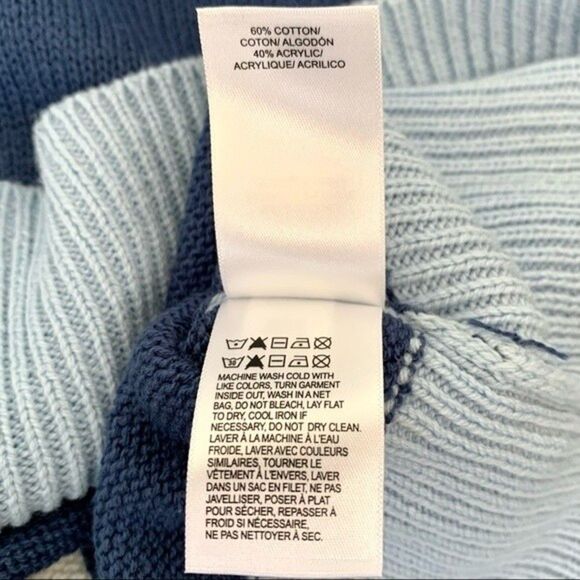 60% COTTON/
COTON/ ALGODÓN
40% ACRYLIC/
ACRYLIQUE/ ACRILICO
MACHINE WASH COLD WITH
LIKE COLORS, TURN GARMENT
INSIDE OUT, WASH IN A NET
BAG, DO NOT BLEACH, LAY FLAT
TO DRY, COOL IRON IF
NECESSARY, DO NOT DRY CLEAN.
LAVER À LA MACHINE À L'EAU
FROIDE, LAVER AVEC COULEURS
SIMILAIRES, TOURNER LE
VÊTEMENT À L'ENVERS, LAVER
DANS UN SAC EN FILET, NE PAS
JAVELLISER, POSER À PLAT
POUR SÉCHER, REPASSER À
FROID SI NÉCESSAIRE,
NE PAS NETTOYER À SEC.